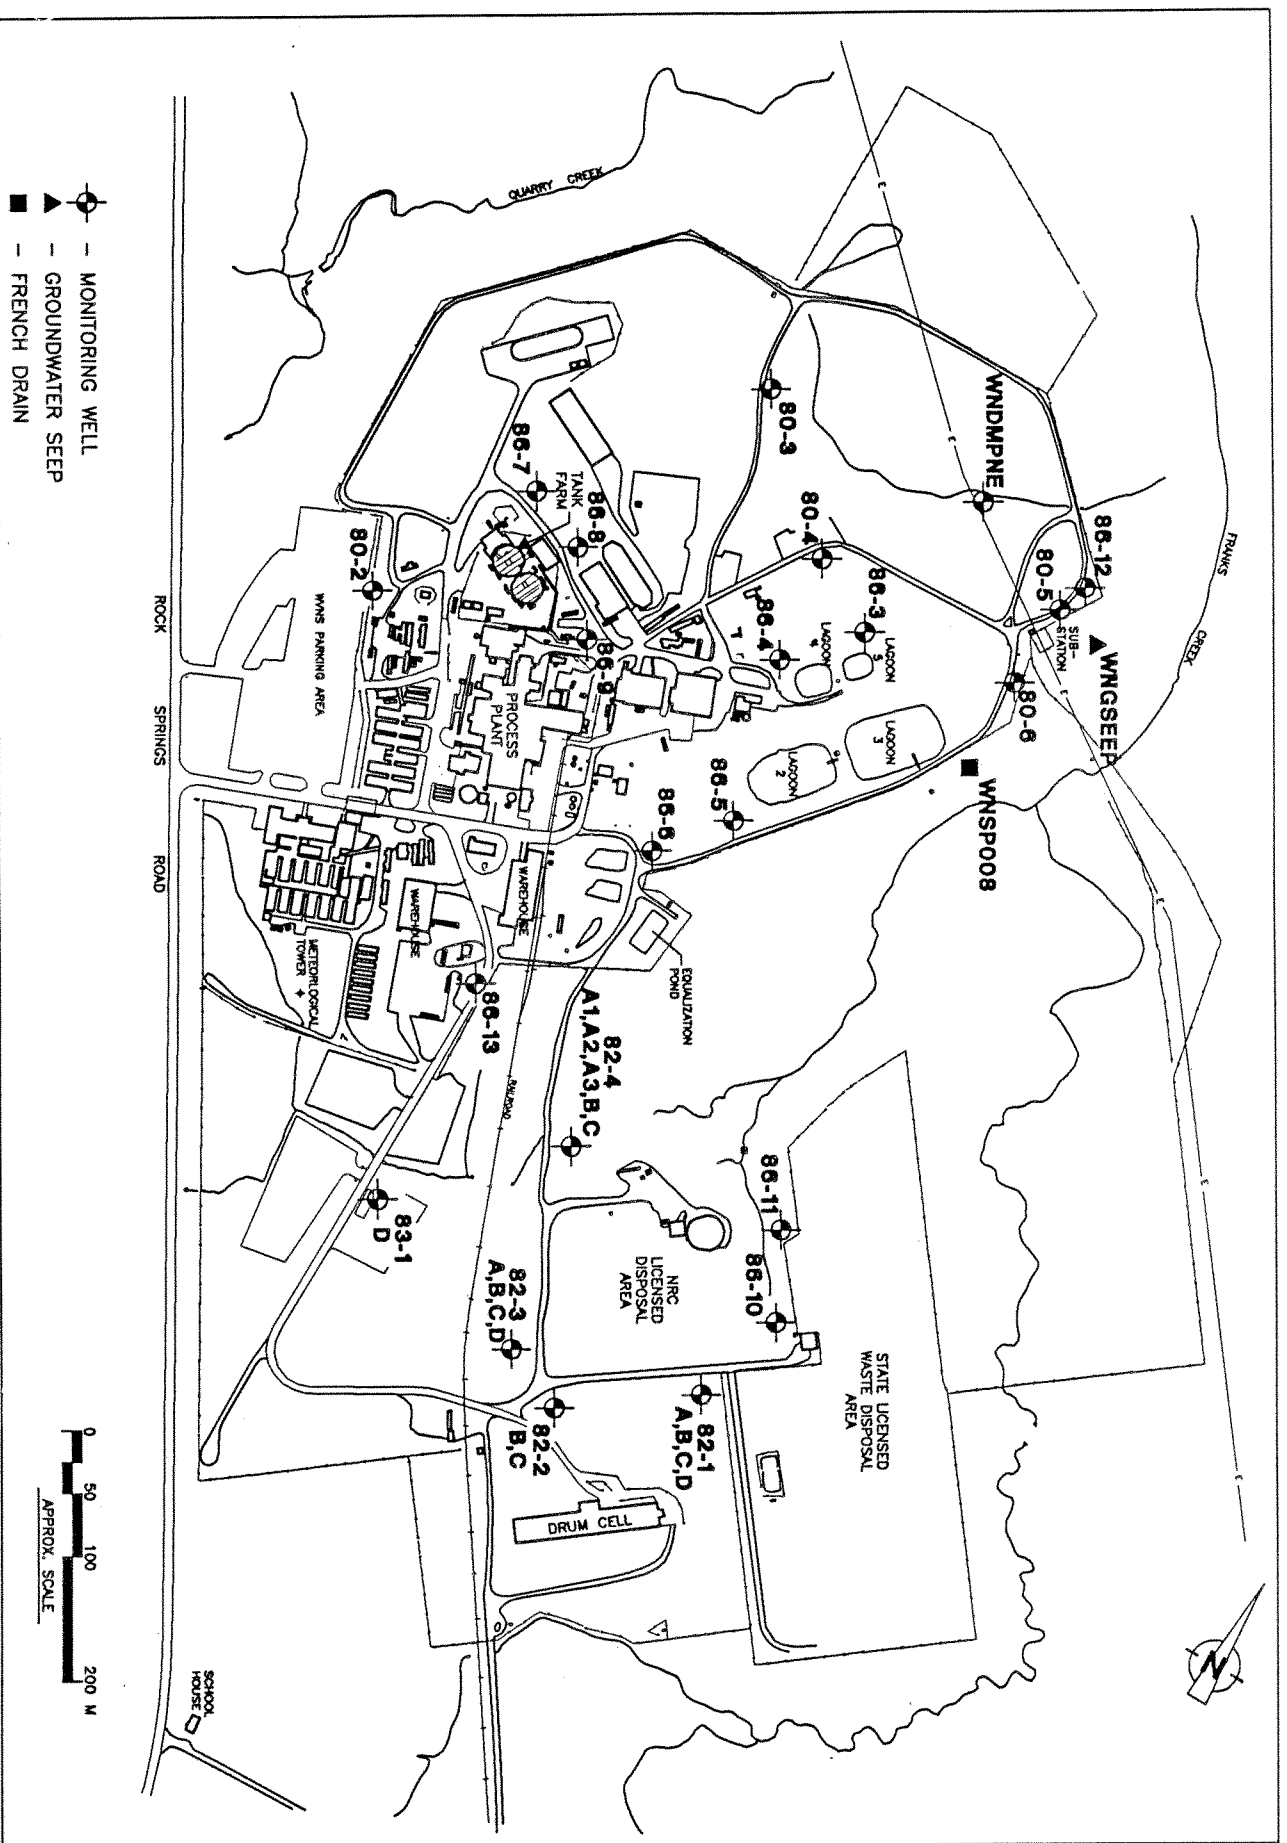 FRANKS
CREEK
QUARRY CREEK
WNDMPNE
86-12
80-5
SUB-
STATION
WNGSEEP
80-6
WNSP008
80-3
80-4
86-3
86-4
LAGOON
5
LAGOON
4
LAGOON
3
LAGOON
2
86-5
86-6
86-7
TANK
FARM
86-8
86-9
PROCESS
PLANT
80-2
WVNS PARKING AREA
WAREHOUSE
WAREHOUSE
EQUALIZATION
POND
METEORLOGICAL
TOWER
86-13
82-4
A1,A2,A3,B,C
RAILROAD
86-11
86-10
83-1
D
82-3
A,B,C,D
NRC
LICENSED
DISPOSAL
AREA
STATE LICENSED
WASTE DISPOSAL
AREA
82-1
A,B,C,D
82-2
B,C
DRUM CELL
ROCK SPRINGS ROAD
SCHOOL
HOUSE
N
- MONITORING WELL
- GROUNDWATER SEEP
- FRENCH DRAIN
0 50 100 200 M
APPROX. SCALE